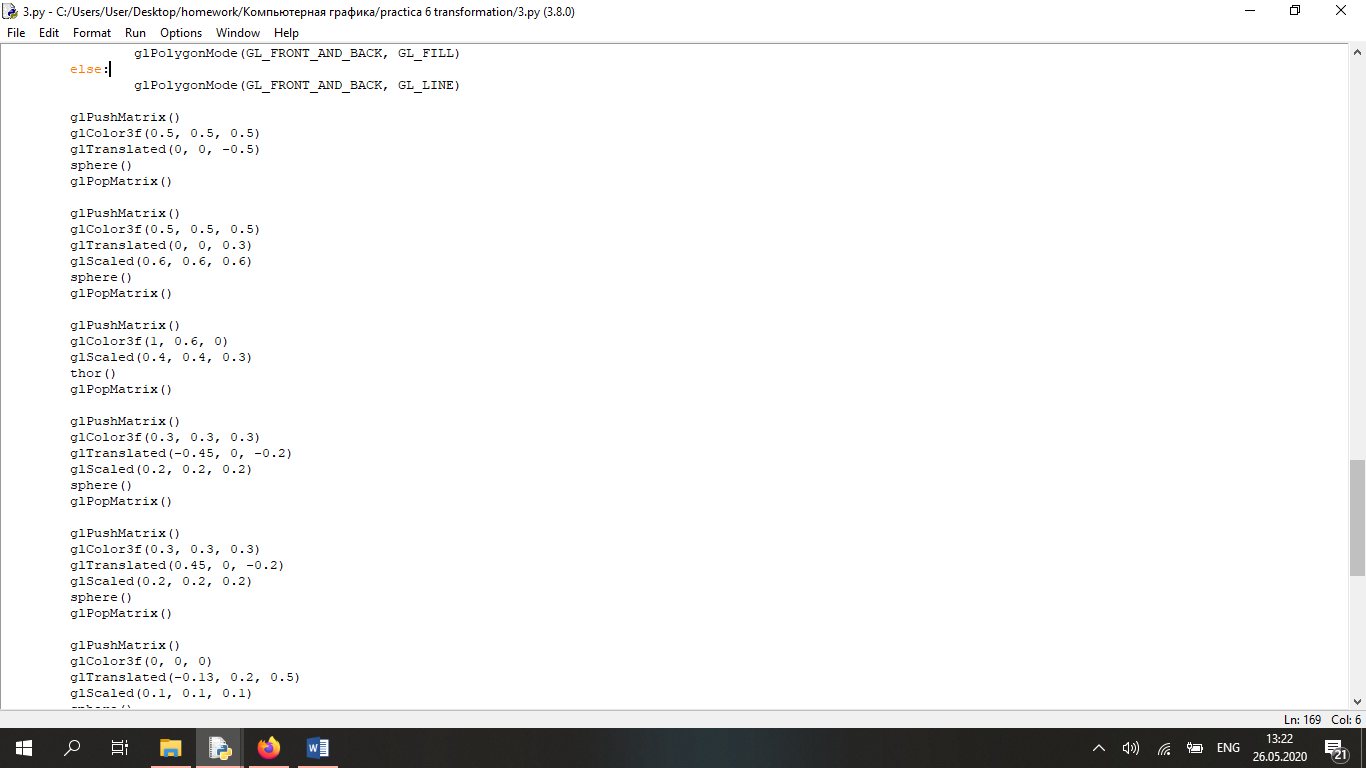 3.py - C:/Users/User/Desktop/homework/Компьютерная графика/practica 6 transformation/3.py (3.8.0)
File Edit Format Run Options Window Help
glPolygonMode(GL_FRONT_AND_BACK, GL_FILL)
else:
glPolygonMode(GL_FRONT_AND_BACK, GL_LINE)
glPushMatrix()
glColor3f(0.5, 0.5, 0.5)
glTranslated(0, 0, -0.5)
sphere()
glPopMatrix()
glPushMatrix()
glColor3f(0.5, 0.5, 0.5)
glTranslated(0, 0, 0.3)
glScaled(0.6, 0.6, 0.6)
sphere()
glPopMatrix()
glPushMatrix()
glColor3f(1, 0.6, 0)
glScaled(0.4, 0.4, 0.3)
thor()
glPopMatrix()
glPushMatrix()
glColor3f(0.3, 0.3, 0.3)
glTranslated(-0.45, 0, -0.2)
glScaled(0.2, 0.2, 0.2)
sphere()
glPopMatrix()
glPushMatrix()
glColor3f(0.3, 0.3, 0.3)
glTranslated(0.45, 0, -0.2)
glScaled(0.2, 0.2, 0.2)
sphere()
glPopMatrix()
glPushMatrix()
glColor3f(0, 0, 0)
glTranslated(-0.13, 0.2, 0.5)
glScaled(0.1, 0.1, 0.1)
sphere()
Ln: 169 Col: 6
ENG
13:22
26.05.2020
21